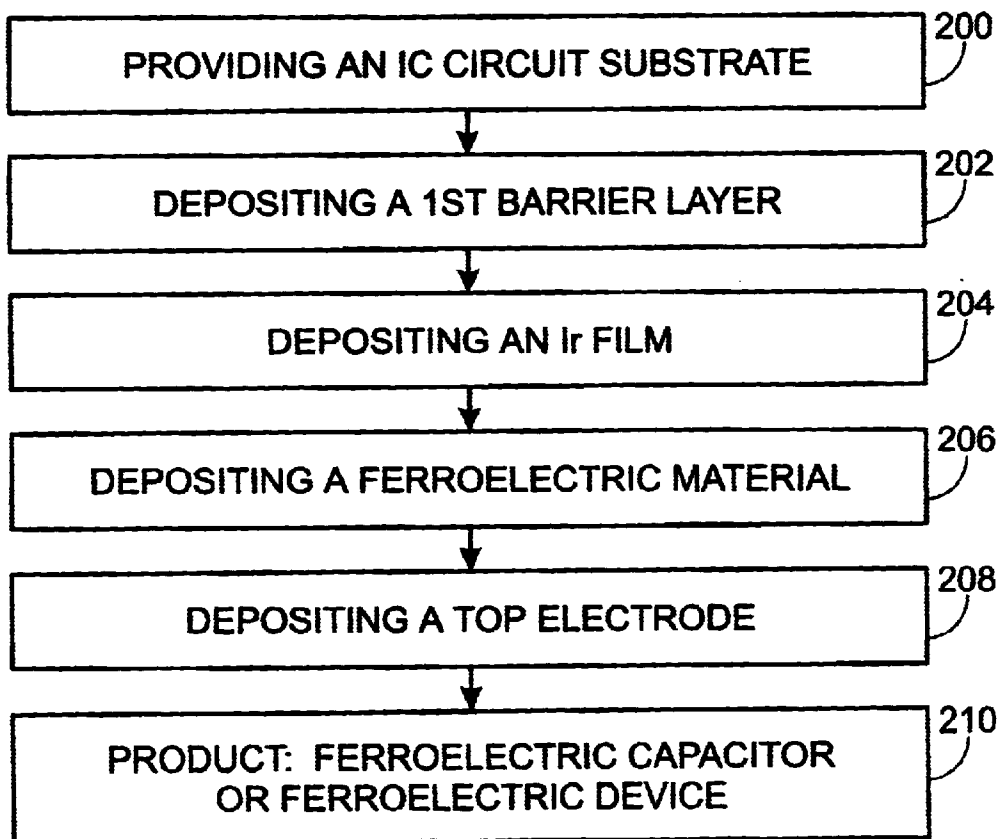 200
PROVIDING AN IC CIRCUIT SUBSTRATE
202
DEPOSITING A 1ST BARRIER LAYER
204
DEPOSITING AN Ir FILM
206
DEPOSITING A FERROELECTRIC MATERIAL
208
DEPOSITING A TOP ELECTRODE
210
PRODUCT: FERROELECTRIC CAPACITOR
OR FERROELECTRIC DEVICE